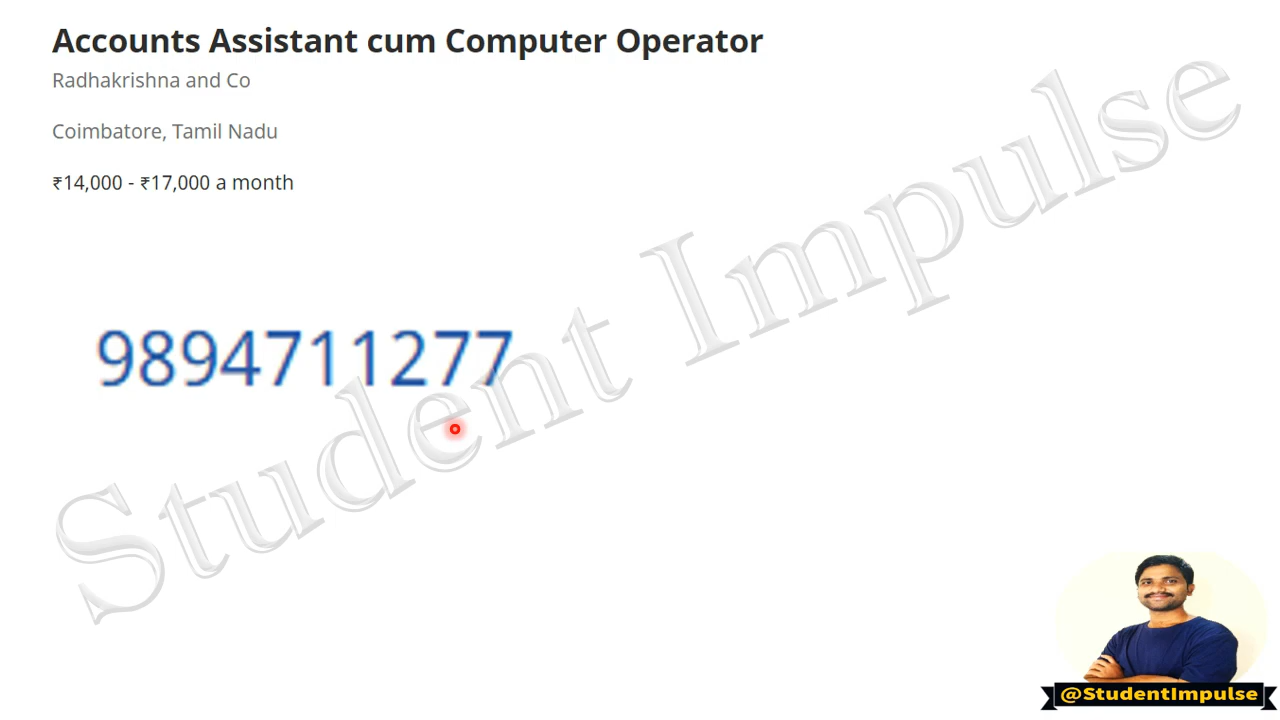 Accounts Assistant cum Computer Operator
Radhakrishna and Co
Coimbatore, Tamil Nadu
₹14,000 - ₹17,000 a month
9894711277
Student Impulse
@StudentImpulse